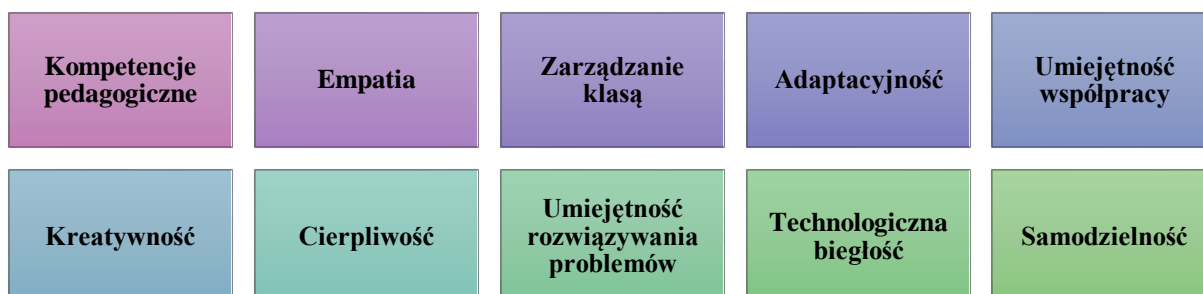 Kompetencje
pedagogiczne
Empatia
Zarządzanie
klasą
Adaptacyjność
Umiejętność
współpracy
Kreatywność
Cierpliwość
Umiejętność
rozwiązywania
problemów
Technologiczna
biegłość
Samodzielność